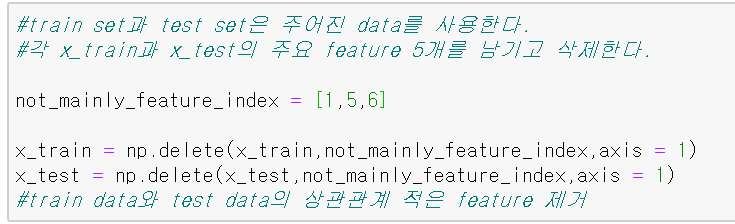 #train set과 test set은 주어진 data를 사용한다.
#각 x_train과 x_test의 주요 feature 5개를 남기고 삭제한다.
not_mainly_feature_index = [1,5,6]
x_train = np.delete(x_train,not_mainly_feature_index,axis = 1)
x_test = np.delete(x_test,not_mainly_feature_index,axis = 1)
#train data와 test data의 상관관계 적은 feature 제거